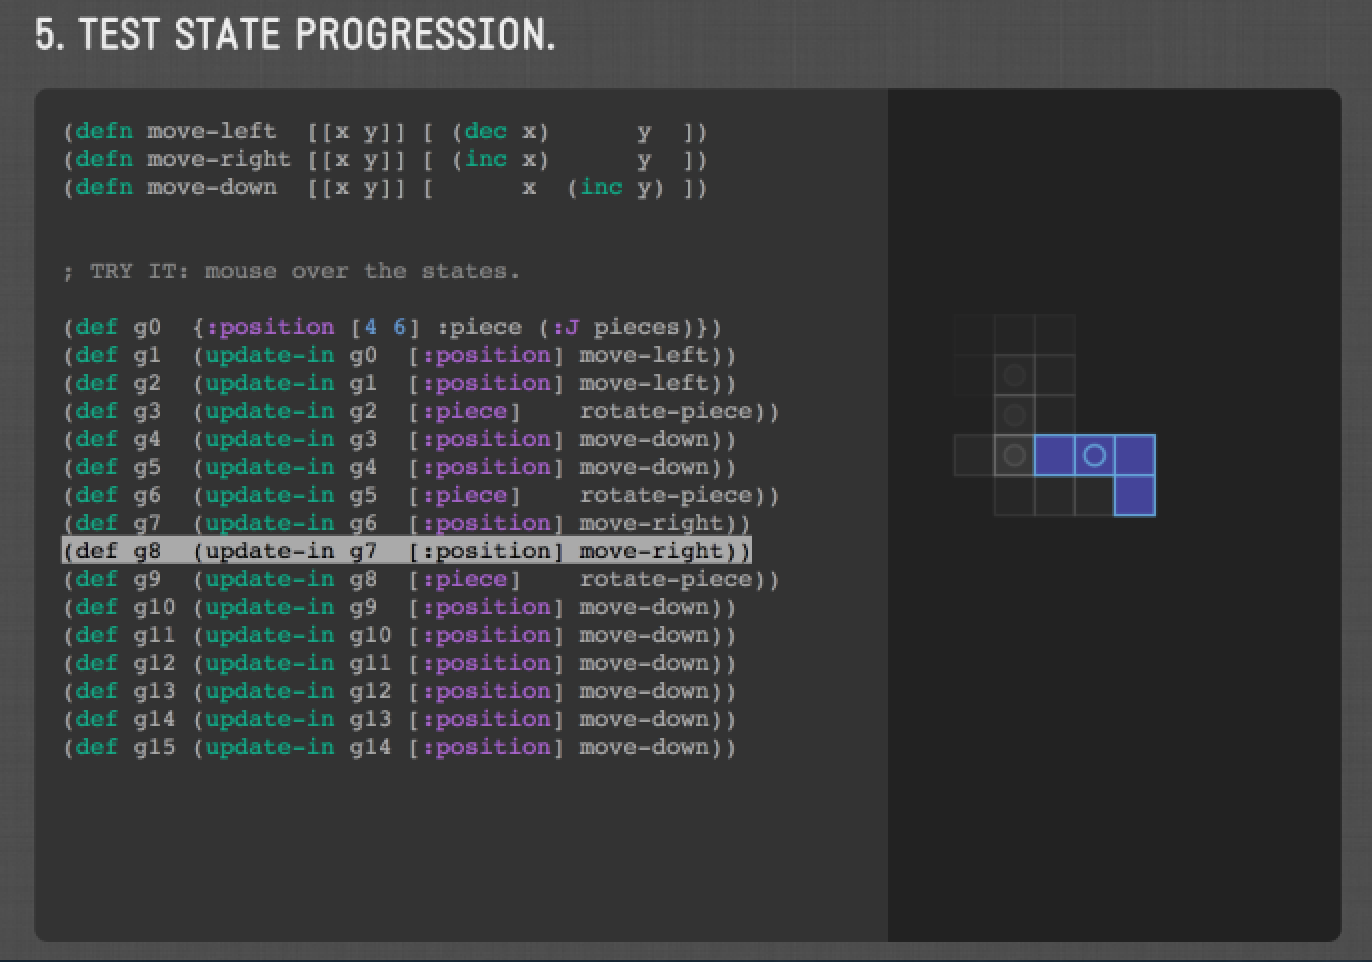 5. TEST STATE PROGRESSION.
(defn move-left  [[x y]] [ (dec x)      y  ])
(defn move-right [[x y]] [ (inc x)      y  ])
(defn move-down  [[x y]] [      x  (inc y) ])
; TRY IT: mouse over the states.
(def g0  {:position [4 6] :piece (:J pieces)})
(def g1  (update-in g0  [:position] move-left))
(def g2  (update-in g1  [:position] move-left))
(def g3  (update-in g2  [:piece]    rotate-piece))
(def g4  (update-in g3  [:position] move-down))
(def g5  (update-in g4  [:position] move-down))
(def g6  (update-in g5  [:piece]    rotate-piece))
(def g7  (update-in g6  [:position] move-right))
(def g8  (update-in g7  [:position] move-right))
(def g9  (update-in g8  [:piece]    rotate-piece))
(def g10 (update-in g9  [:position] move-down))
(def g11 (update-in g10 [:position] move-down))
(def g12 (update-in g11 [:position] move-down))
(def g13 (update-in g12 [:position] move-down))
(def g14 (update-in g13 [:position] move-down))
(def g15 (update-in g14 [:position] move-down))